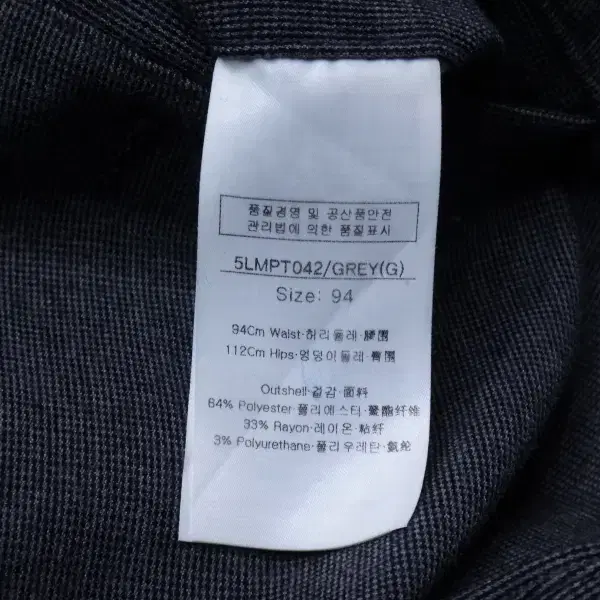 품질경영 및 공산품안전
관리법에 의한 품질표시
5LMPT042/GREY(G)
Size: 94
94Cm Waist·허리둘레·腰围
112Cm Hips·엉덩이둘레·臀围
Outshell·겉감·面料
64% Polyester·폴리에스터·聚酯纤维
33% Rayon·레이온·粘纤
3% Polyurethane·폴리우레탄·氨纶